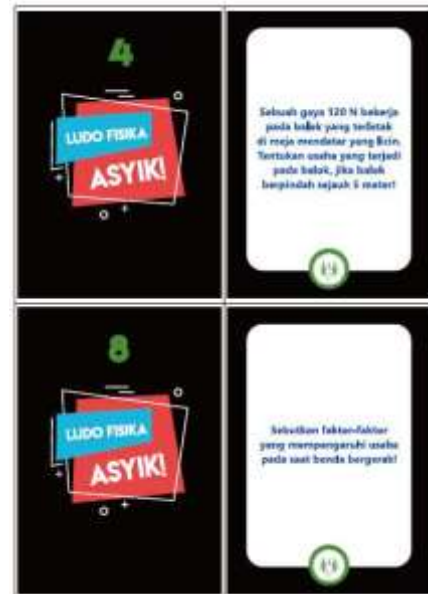 4
LUDO FISIKA
ASYIK!
Sebuah gaya 120 N bekerja
pada balok yang terletak
di meja mendatar yang licin.
Tentukan usaha yang terjadi
pada balok, jika balok
berpindah sejauh 5 meter!
8
LUDO FISIKA
ASYIK!
Sebutkan faktor-faktor
yang mempengaruhi usaha
pada saat benda bergerak!